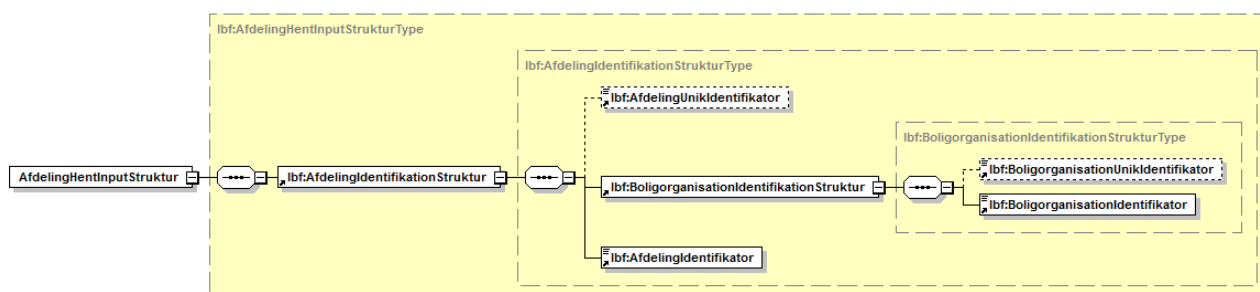 lbf:AfdelingHentInputStrukturType
lbf:AfdelingIdentifikationStrukturType
lbf:AfdelingUnikIdentifikator
lbf:BoligorganisationIdentifikationStrukturType
lbf:BoligorganisationUnikIdentifikator
AfdelingHentInputStruktur
lbf:AfdelingIdentifikationStruktur
lbf:BoligorganisationIdentifikationStruktur
lbf:BoligorganisationIdentifikator
lbf:AfdelingIdentifikator